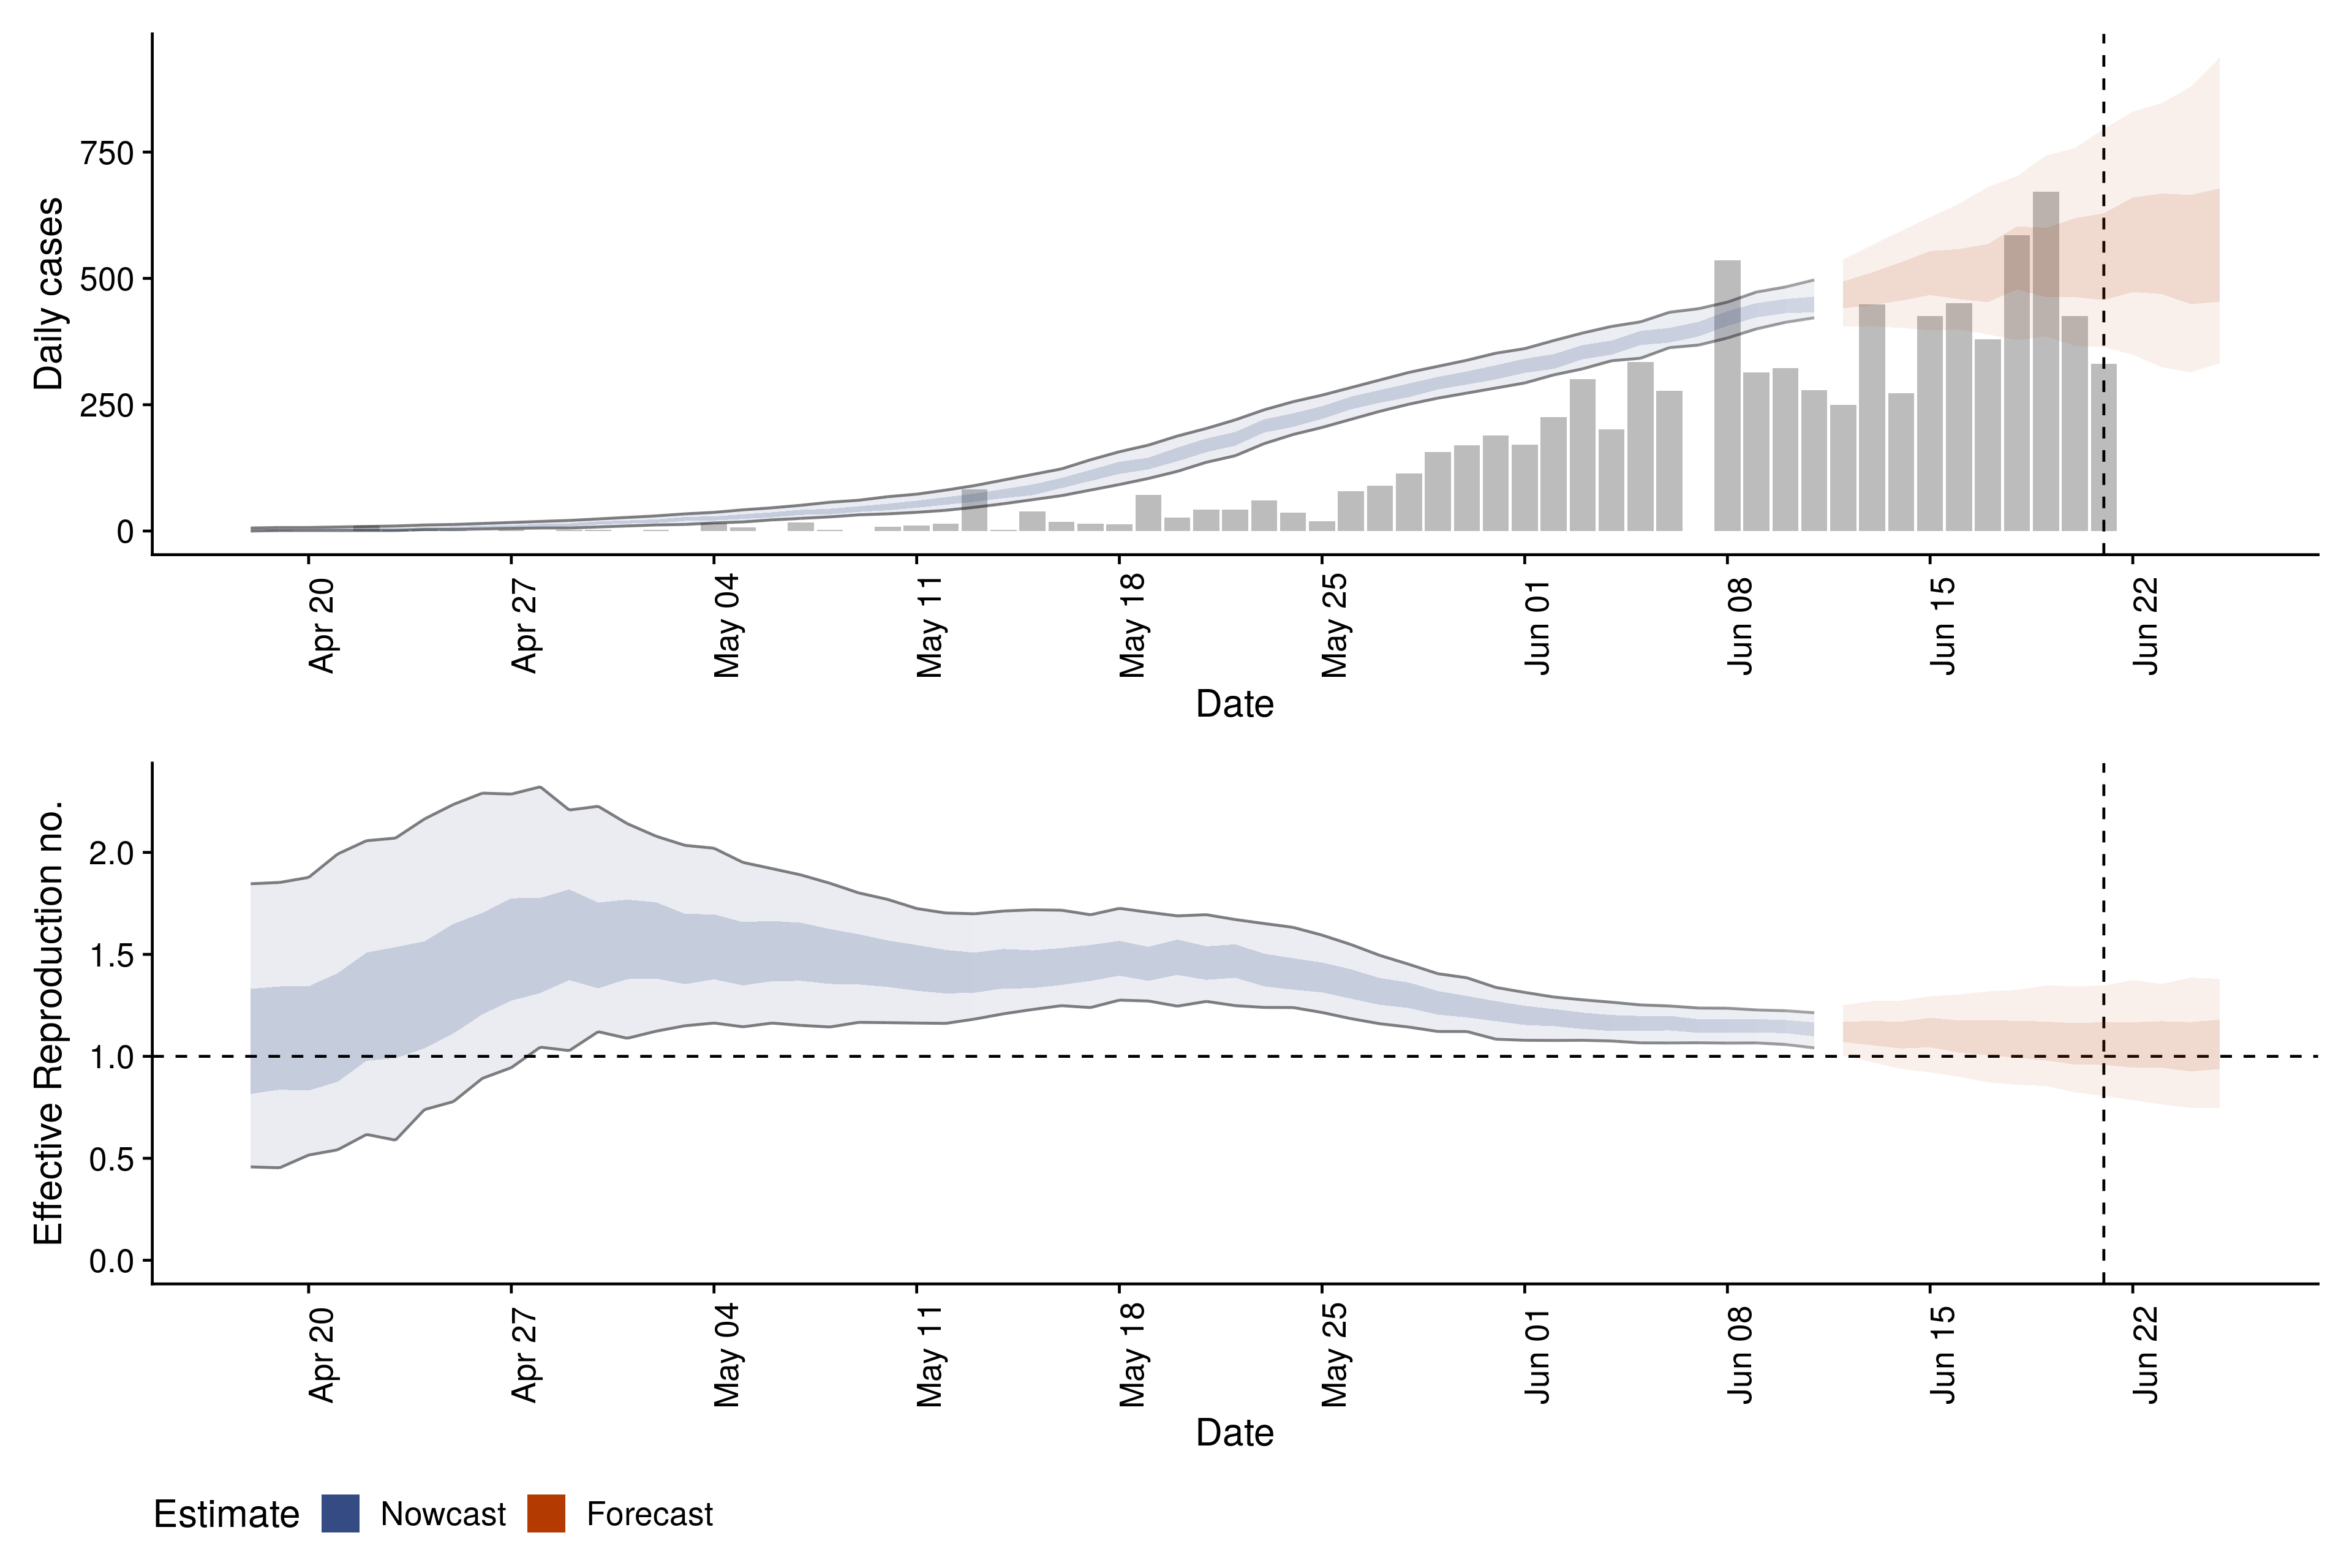 Daily cases
750
500
250
0
Apr 20
Apr 27
May 04
May 11
May 18
May 25
Jun 01
Jun 08
Jun 15
Jun 22
Date
Effective Reproduction no.
2.0
1.5
1.0
0.5
0.0
Apr 20
Apr 27
May 04
May 11
May 18
May 25
Jun 01
Jun 08
Jun 15
Jun 22
Date
Estimate Nowcast Forecast